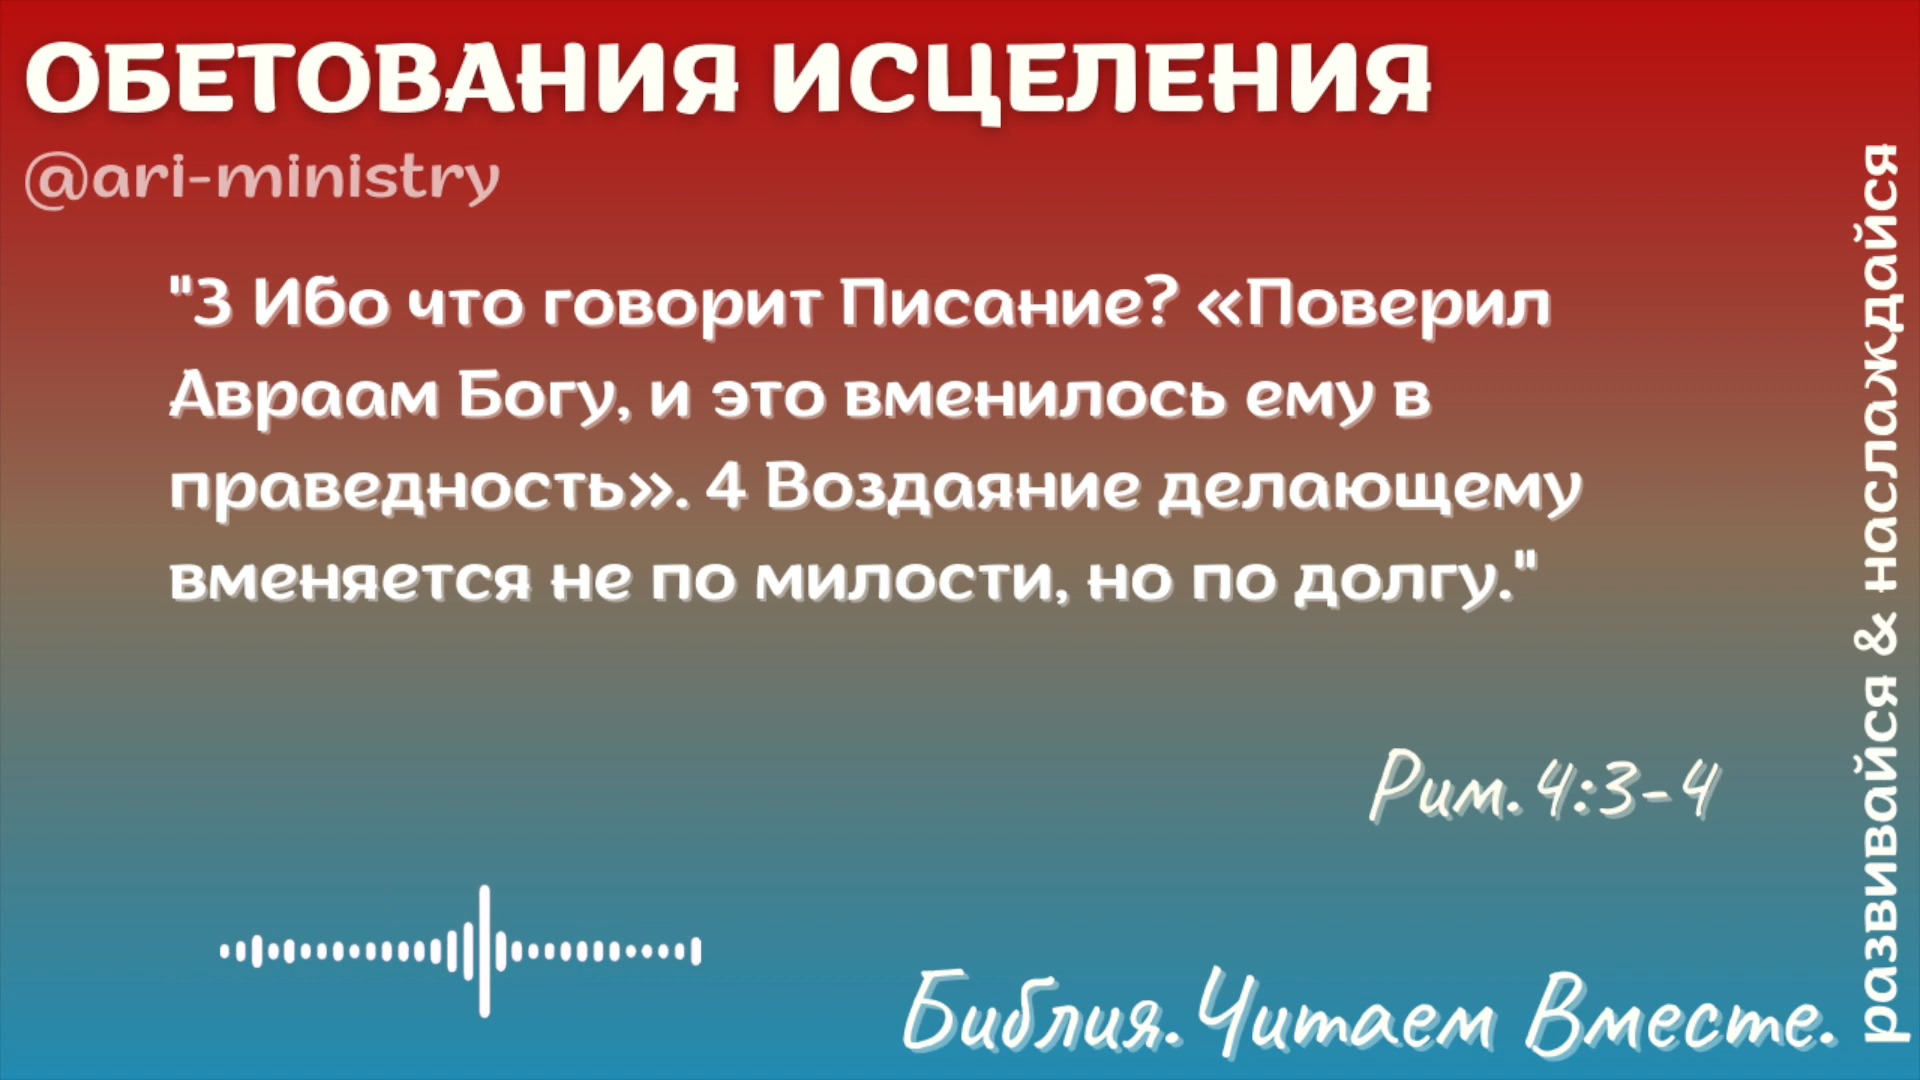 ОБЕТОВАНИЯ ИСЦЕЛЕНИЯ
@ari-ministry
"3 Ибо что говорит Писание? «Поверил
Авраам Богу, и это вменилось ему в
праведность». 4 Воздаяние делающему
вменяется не по милости, но по долгу."
Рим.4:3-4
Библия.Читаем Вместе.
развивайся & наслаждайся